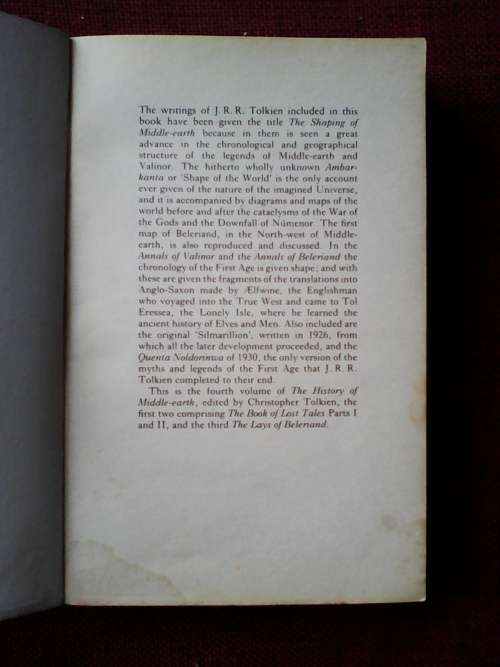 The writings of J. R. R. Tolkien included in this
book have been given the title The Shaping of
Middle-earth because in them is seen a great
advance in the chronological and geographical
structure of the legends of Middle-earth and
Valinor. The hitherto wholly unknown Ambar-
kanta or 'Shape of the World' is the only account
ever given of the nature of the imagined Universe,
and it is accompanied by diagrams and maps of the
world before and after the cataclysms of the War of
the Gods and the Downfall of Númenor. The first
map of Beleriand, in the North-west of Middle-
earth, is also reproduced and discussed. In the
Annals of Valinor and the Annals of Beleriand the
chronology of the First Age is given shape; and with
these are given the fragments of the translations into
Anglo-Saxon made by Ælfwine, the Englishman
who voyaged into the True West and came to Tol
Eressea, the Lonely Isle, where he learned the
ancient history of Elves and Men. Also included are
the original 'Silmarillion', written in 1926, from
which all the later development proceeded, and the
Quenta Noldorinwa of 1930, the only version of the
myths and legends of the First Age that J. R. R.
Tolkien completed to their end.
This is the fourth volume of The History of
Middle-earth, edited by Christopher Tolkien, the
first two comprising The Book of Lost Tales Parts I
and II, and the third The Lays of Beleriand.